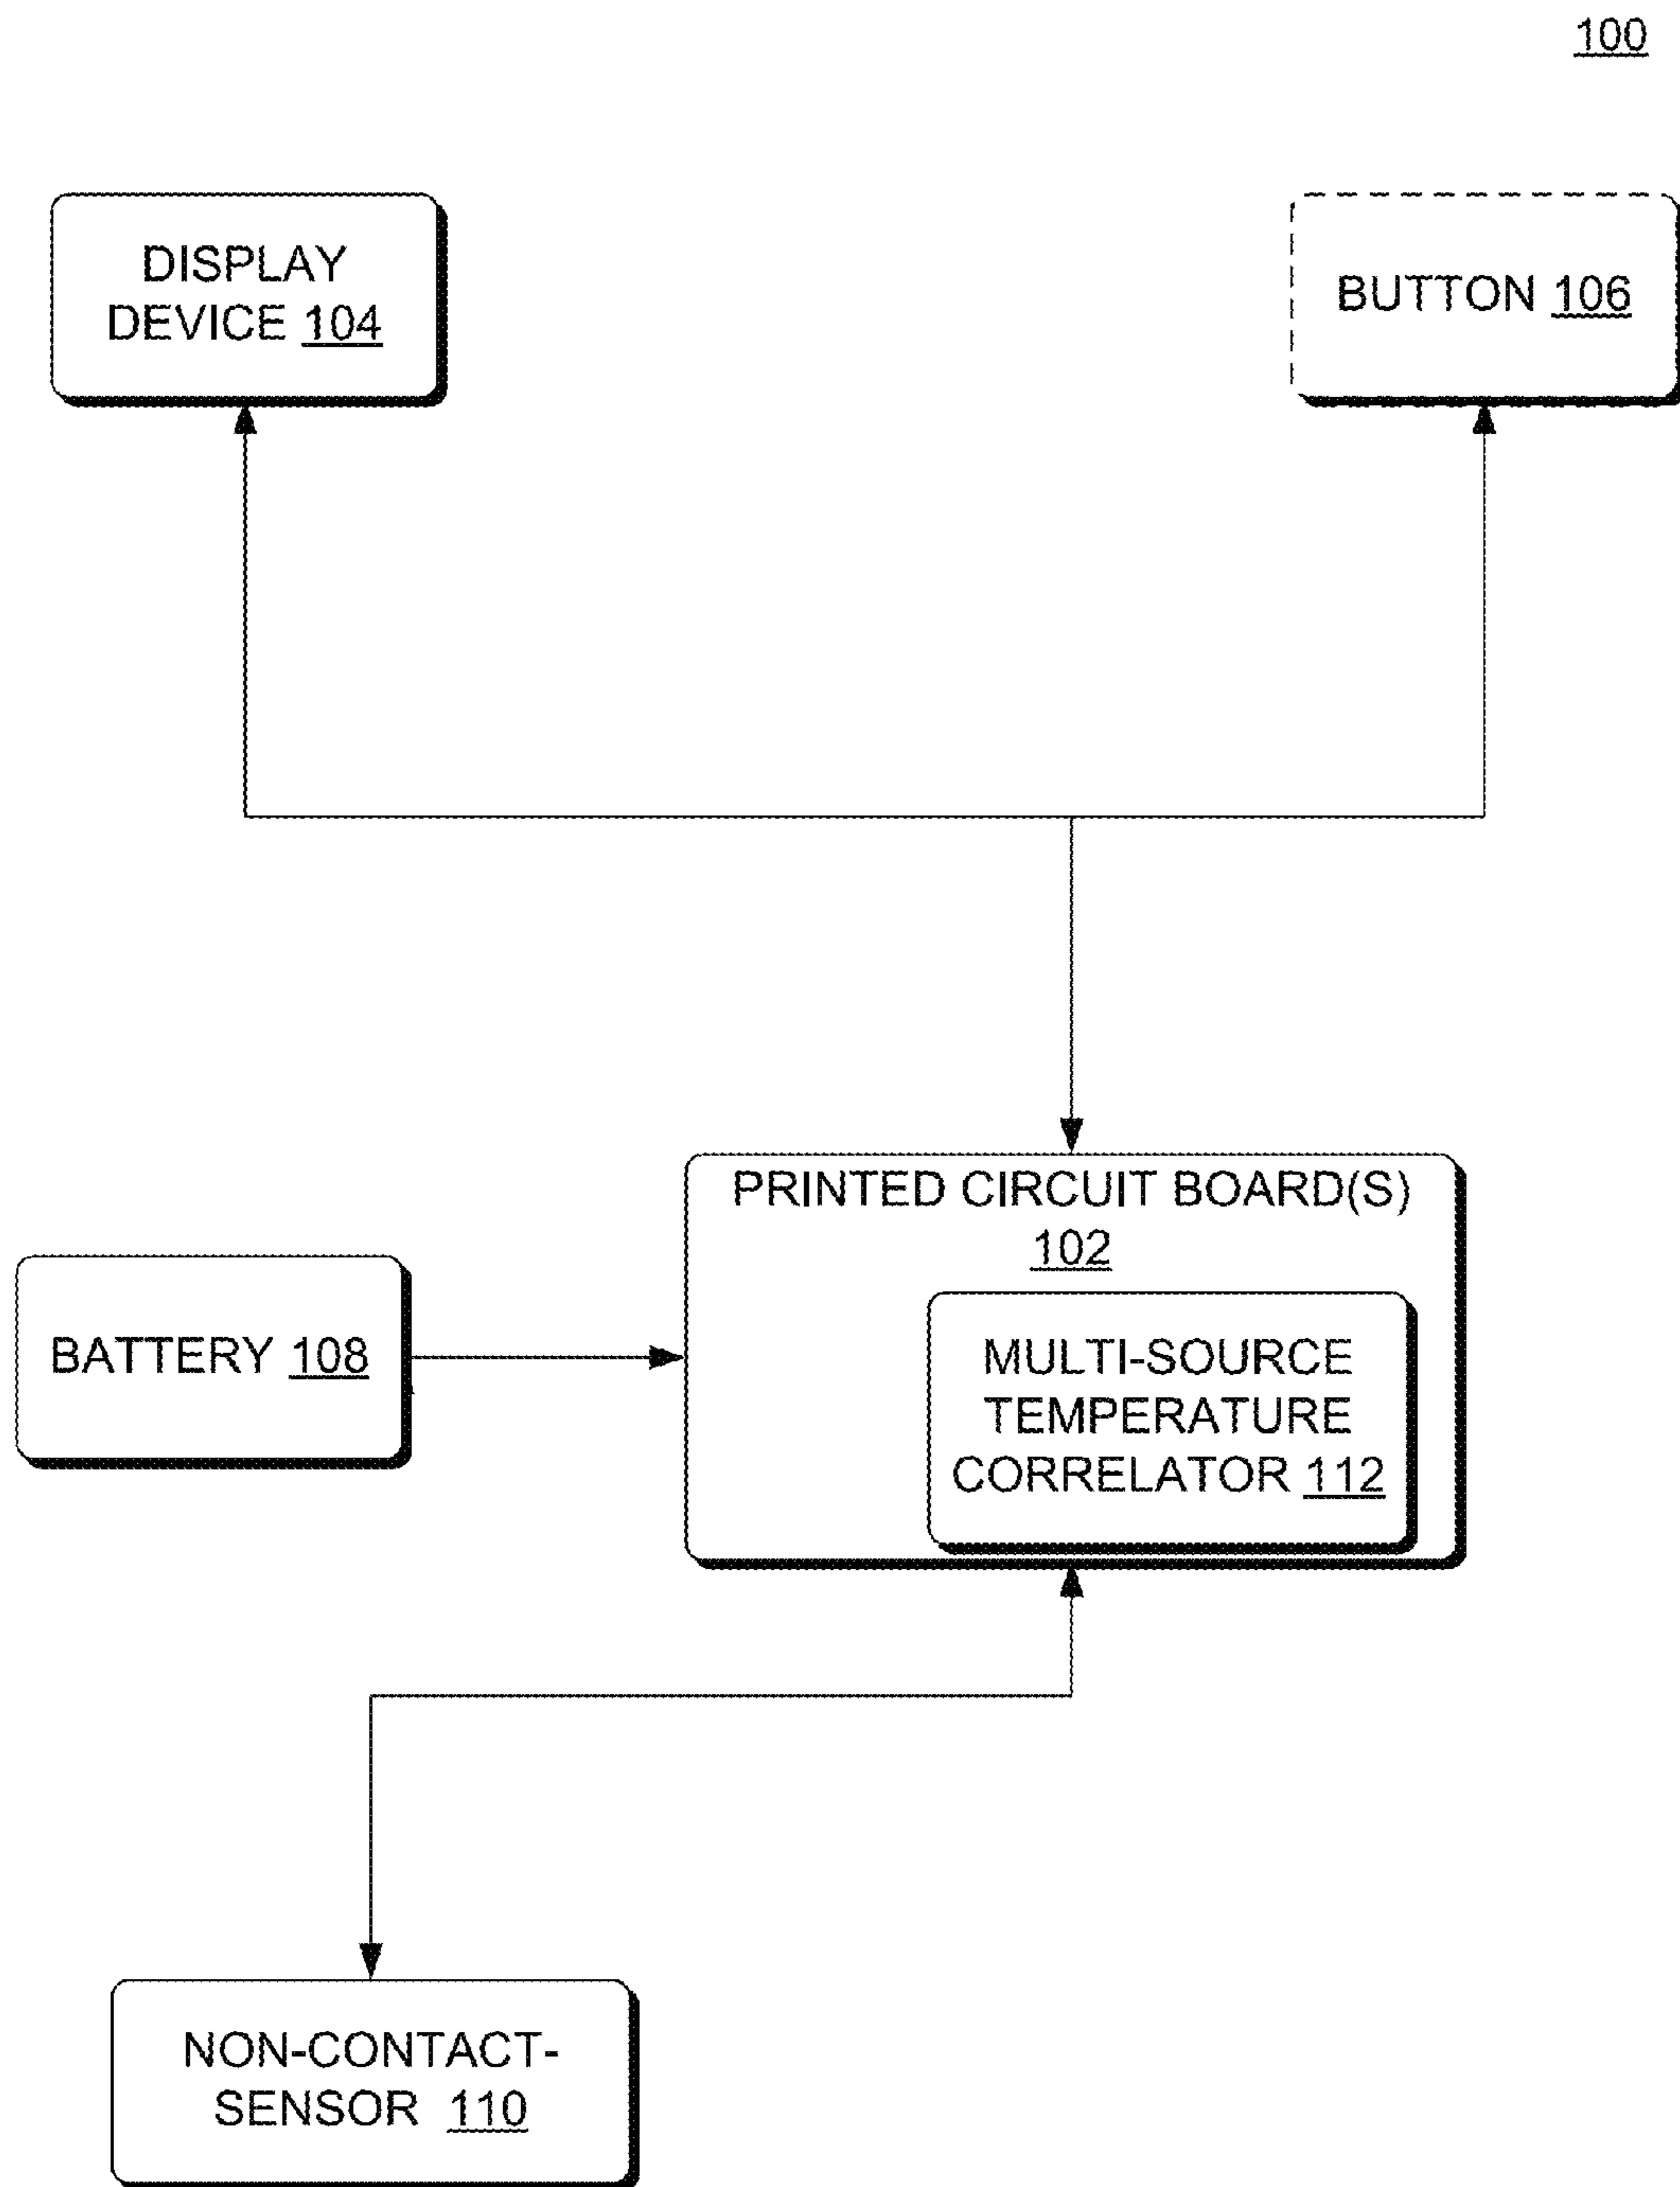 100
DISPLAY
DEVICE 104
BUTTON 106
PRINTED CIRCUIT BOARD(S)
102
BATTERY 108
MULTI-SOURCE
TEMPERATURE
CORRELATOR 112
NON-CONTACT-
SENSOR 110